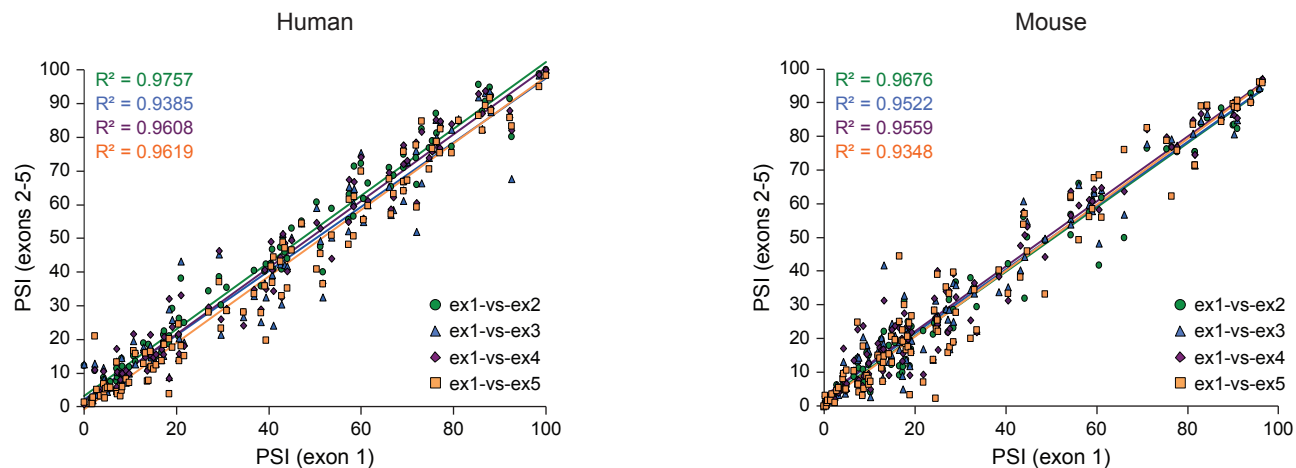 Human
R² = 0.9757
R² = 0.9385
R² = 0.9608
R² = 0.9619
PSI (exons 2-5)
100
90
80
70
60
50
40
30
20
10
0
0 20 40 60 80 100
PSI (exon 1)
ex1-vs-ex2
ex1-vs-ex3
ex1-vs-ex4
ex1-vs-ex5
Mouse
R² = 0.9676
R² = 0.9522
R² = 0.9559
R² = 0.9348
PSI (exons 2-5)
100
90
80
70
60
50
40
30
20
10
0
0 20 40 60 80 100
PSI (exon 1)
ex1-vs-ex2
ex1-vs-ex3
ex1-vs-ex4
ex1-vs-ex5